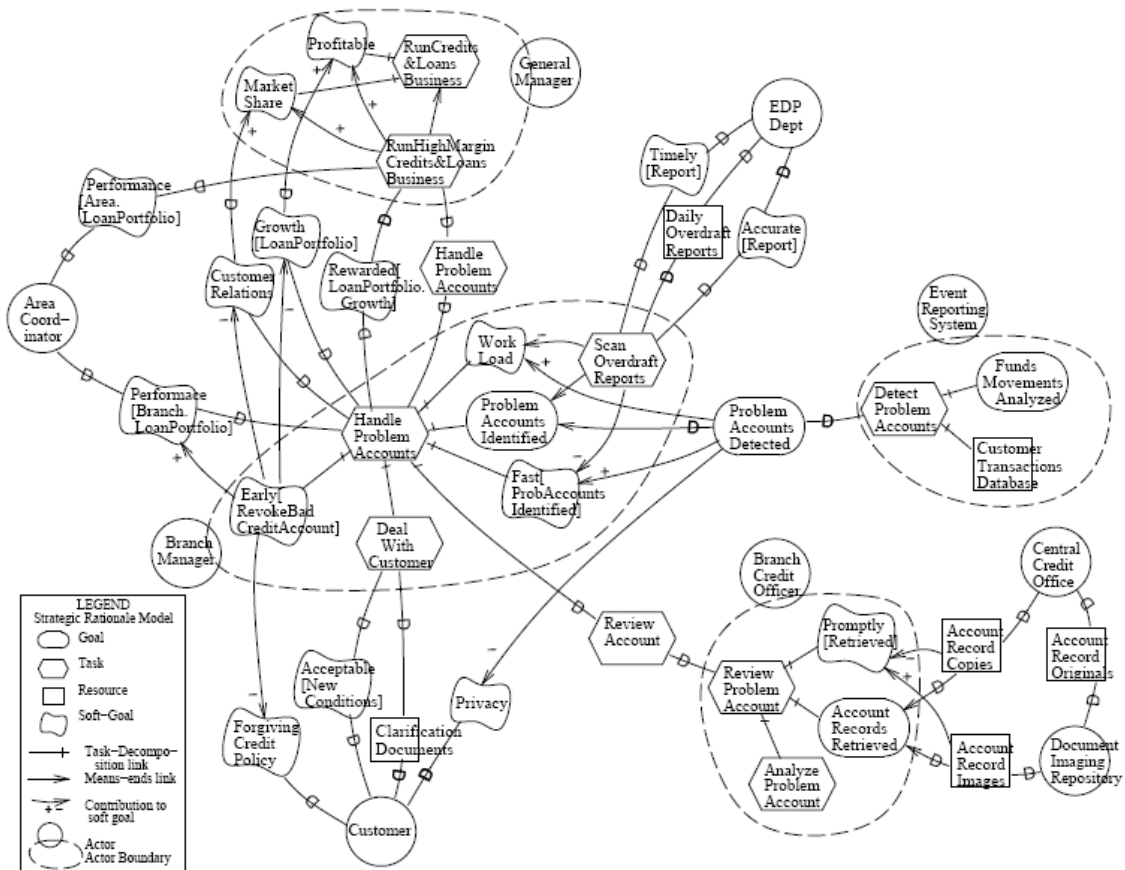 Profitable
RunCredits
&Loans
Business
General
Manager
Market
Share
RunHighMargin
Credits&Loans
Business
EDP
Dept
Timely
[Report]
Daily
Overdraft
Reports
Accurate
[Report]
Performance
[Area.
LoanPortfolio]
Growth
[LoanPortfolio]
Customer
Relations
Rewarded[
LoanPortfolio.
Growth]
Handle
Problem
Accounts
Area
Coord-
inator
Event
Reporting
System
Work
Load
Scan
Overdraft
Reports
Funds
Movements
Analyzed
Detect
Problem
Accounts
Customer
Transactions
Database
Performace
[Branch.
LoanPortfolio]
Handle
Problem
Accounts
Problem
Accounts
Identified
Problem
Accounts
Detected
Fast[
ProbAccounts
Identified]
Early[
RevokeBad
CreditAccount]
Branch
Manager
Deal
With
Customer
Branch
Credit
Officer
Central
Credit
Office
Review
Account
Promptly
[Retrieved]
Account
Record
Copies
Account
Record
Originals
Review
Problem
Account
Account
Records
Retrieved
Account
Record
Images
Document
Imaging
Repository
Analyze
Problem
Account
Acceptable
[New
Conditions]
Privacy
Clarification
Documents
Forgiving
Credit
Policy
Customer
LEGEND
Strategic Rationale Model
Goal
Task
Resource
Soft-Goal
Task-Decompo-
sition link
Means-ends link
Contribution to
soft goal
Actor
Actor Boundary